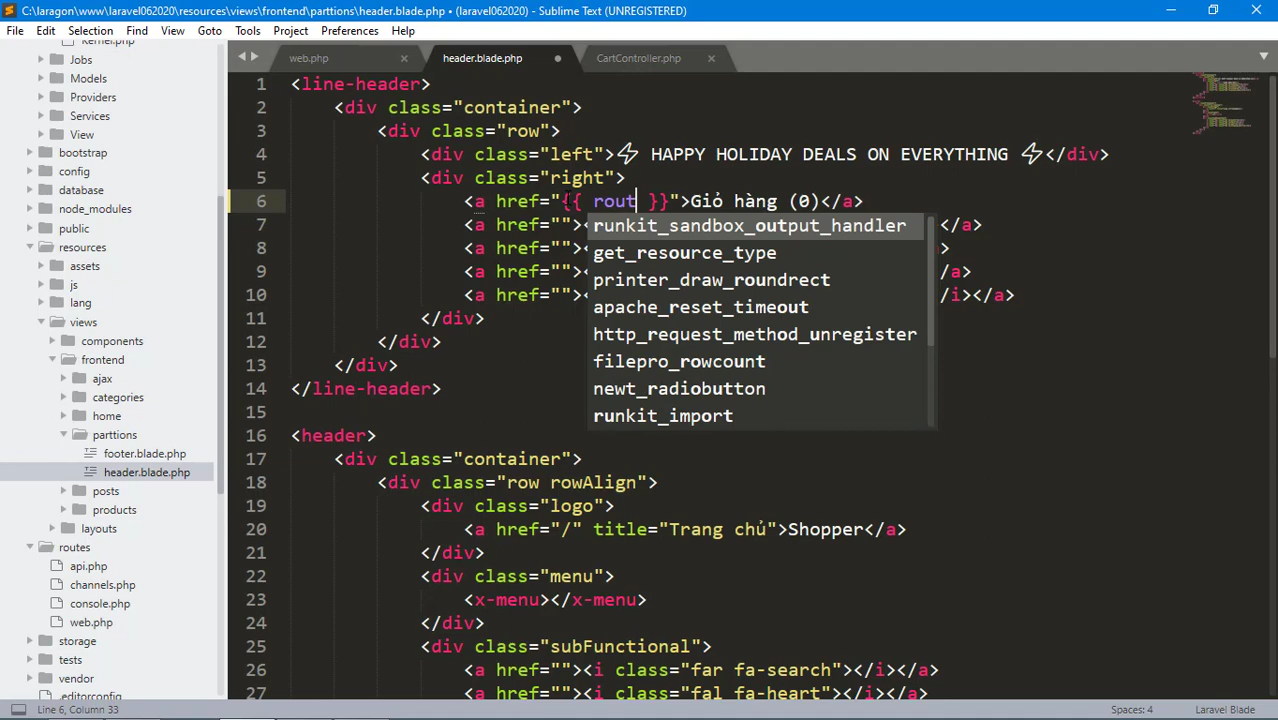 C:\laragon\www\laravel062020\resources\views\frontend\parttions\header.blade.php • (laravel062020) - Sublime Text (UNREGISTERED)
File Edit Selection Find View Goto Tools Project Preferences Help
web.php header.blade.php CartController.php
Kernel.php
Jobs
Models
Providers
Services
View
bootstrap
config
database
node_modules
public
resources
assets
js
lang
views
components
frontend
ajax
categories
home
parttions
footer.blade.php
header.blade.php
posts
products
layouts
routes
api.php
channels.php
console.php
web.php
storage
tests
vendor
.editorconfig
1 <line-header>
2 <div class="container">
3 <div class="row">
4 <div class="left">⚡ HAPPY HOLIDAY DEALS ON EVERYTHING ⚡</div>
5 <div class="right">
6 <a href="{{ rout }}">Giỏ hàng (0)</a>
7 <a href="">< </a>
8 <a href="">< >
9 <a href="">< /a>
10 <a href="">< /i></a>
11 </div>
12 </div>
13 </div>
14 </line-header>
15
16 <header>
17 <div class="container">
18 <div class="row rowAlign">
19 <div class="logo">
20 <a href="/" title="Trang chủ">Shopper</a>
21 </div>
22 <div class="menu">
23 <x-menu></x-menu>
24 </div>
25 <div class="subFunctional">
26 <a href=""><i class="far fa-search"></i></a>
27 <a href=""><i class="fal fa-heart"></i></a>
runkit_sandbox_output_handler
get_resource_type
printer_draw_roundrect
apache_reset_timeout
http_request_method_unregister
filepro_rowcount
newt_radiobutton
runkit_import
Line 6, Column 33 Spaces: 4 Laravel Blade